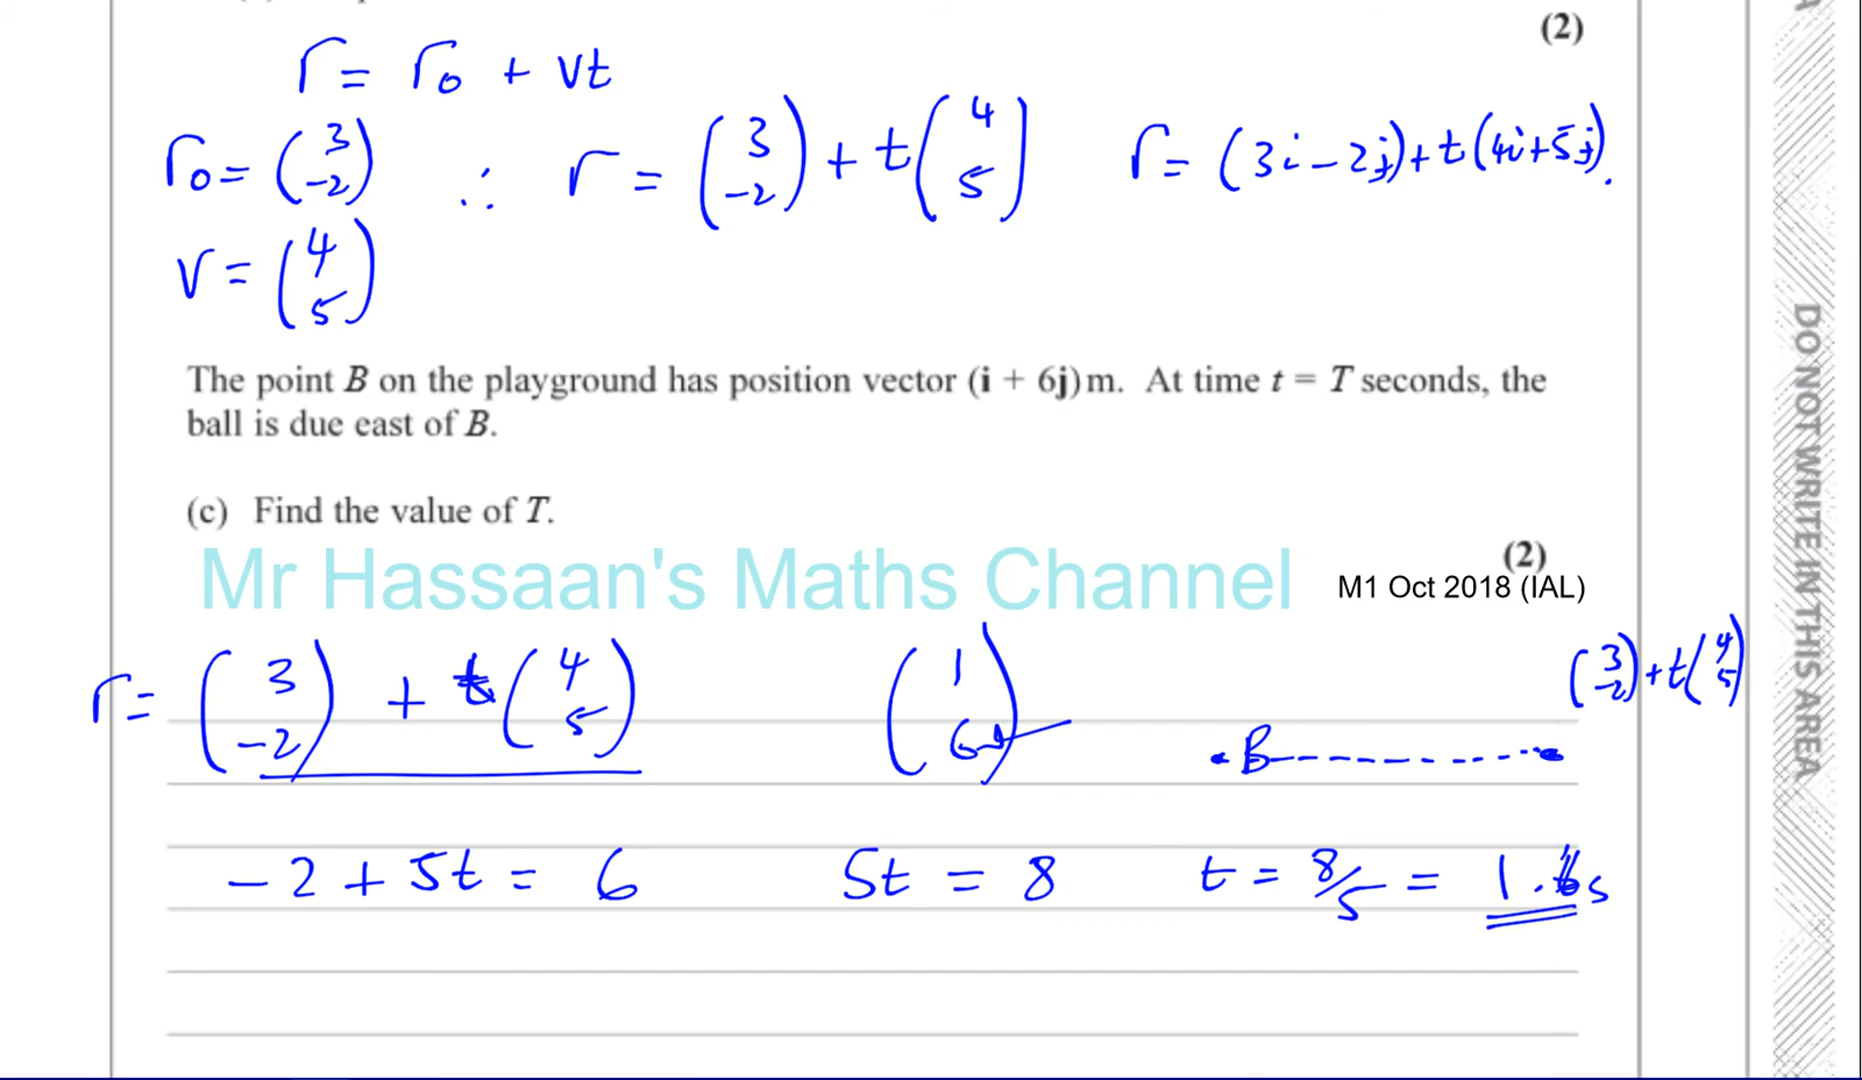 (2)
r = r₀ + vt
r₀ = (3 -2) ∴ r = (3 -2) + t(4 5) r = (3i - 2j) + t(4i + 5j).
v = (4 5)
The point B on the playground has position vector (i + 6j) m. At time t = T seconds, the
ball is due east of B.
(c) Find the value of T.
(2)
Mr Hassaan's Maths Channel
M1 Oct 2018 (IAL)
r = (3 -2) + t(4 5) (1 6) (3 -2) + t(4 5)
. B
-2 + 5t = 6 5t = 8 t = 8/5 = 1.6s
DO NOT WRITE IN THIS AREA